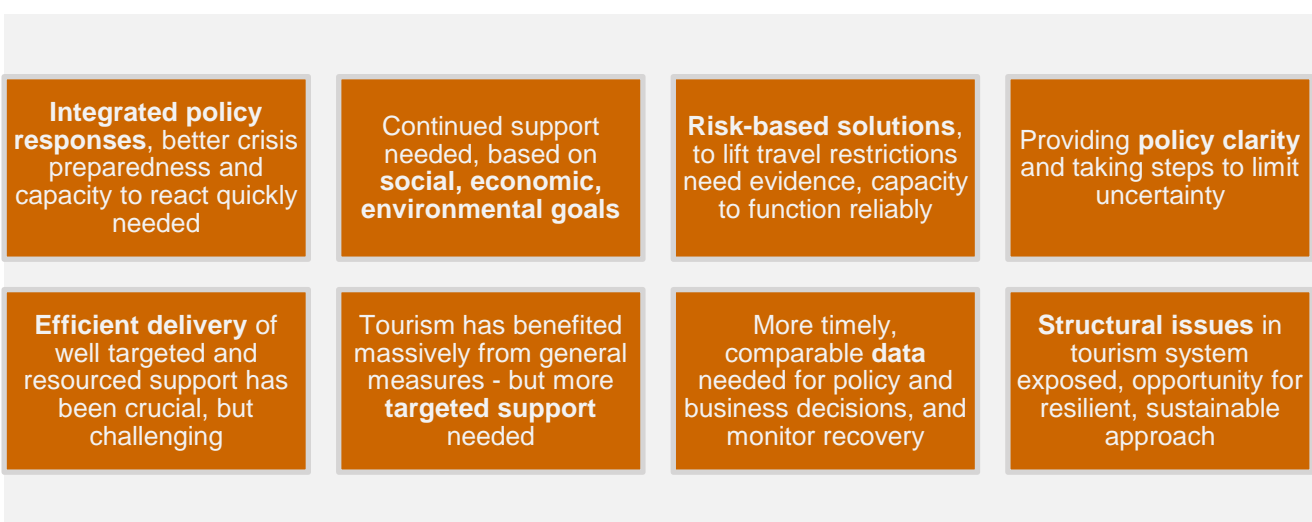 Integrated policy
responses, better crisis
preparedness and
capacity to react quickly
needed
Continued support
needed, based on
social, economic,
environmental goals
Risk-based solutions,
to lift travel restrictions
need evidence, capacity
to function reliably
Providing policy clarity
and taking steps to limit
uncertainty
Efficient delivery of
well targeted and
resourced support has
been crucial, but
challenging
Tourism has benefited
massively from general
measures - but more
targeted support
needed
More timely,
comparable data
needed for policy and
business decisions, and
monitor recovery
Structural issues in
tourism system
exposed, opportunity for
resilient, sustainable
approach